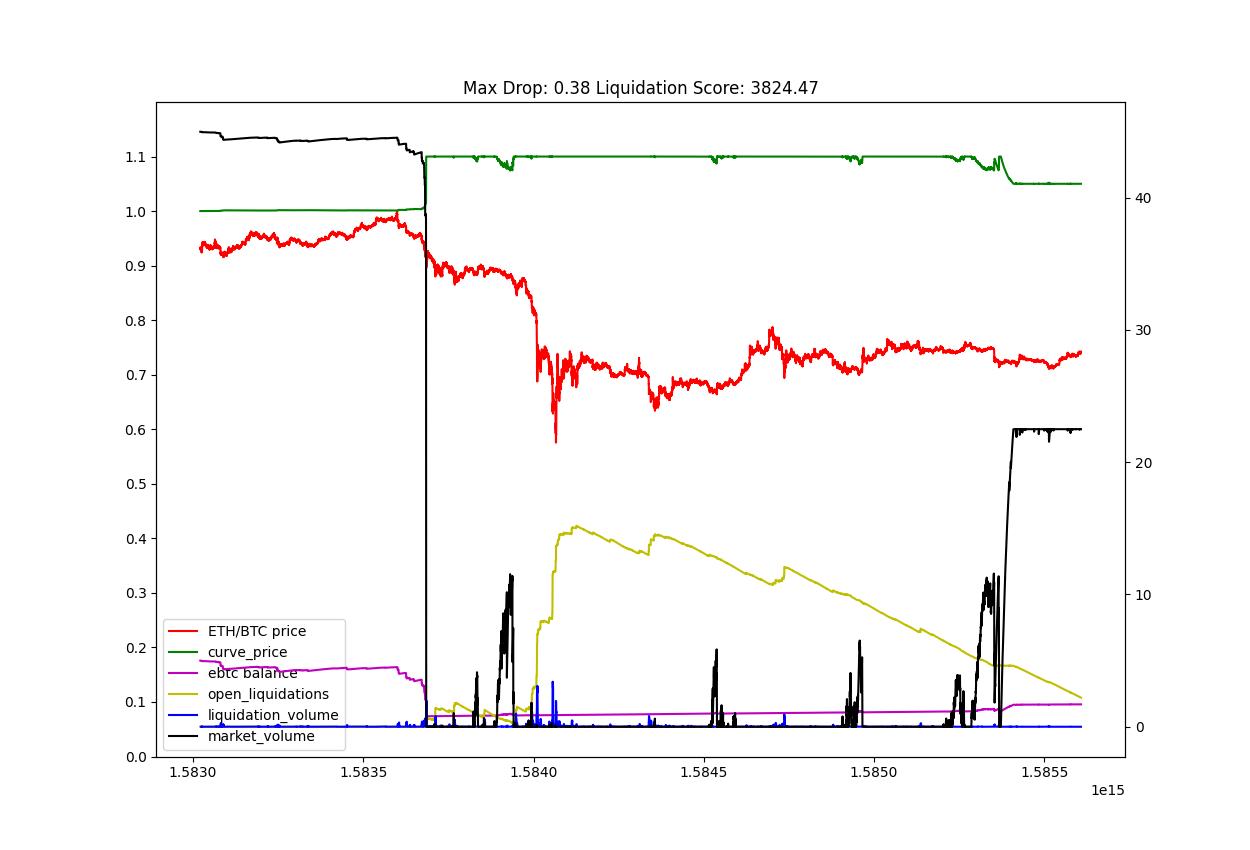 Max Drop: 0.38 Liquidation Score: 3824.47
1.1
1.0
0.9
0.8
0.7
0.6
0.5
0.4
0.3
0.2
0.1
0.0
40
30
20
10
0
ETH/BTC price
curve_price
ebtc balance
open_liquidations
liquidation_volume
market_volume
1.5830 1.5835 1.5840 1.5845 1.5850 1.5855
1e15